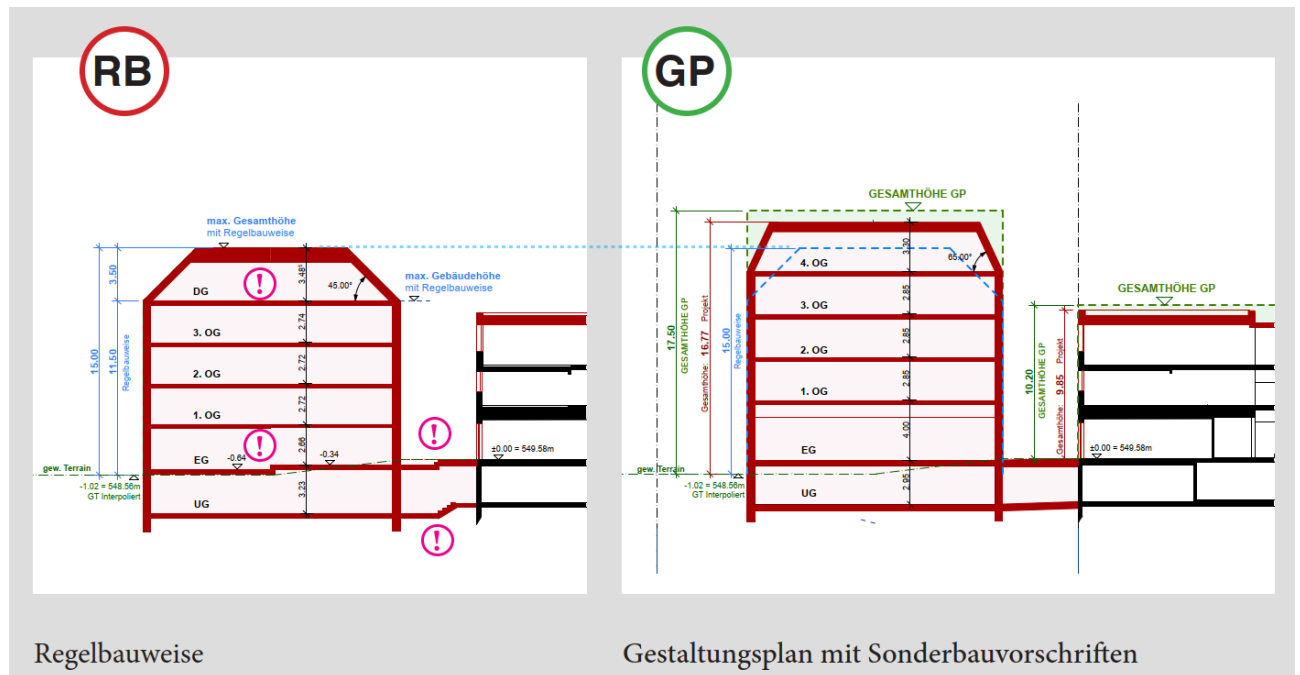 RB
max. Gesamthöhe
mit Regelbauweise
max. Gebäudehöhe
mit Regelbauweise
3.50
15.00
11.50
Regelbauweise
DG
3.48⁵
45.00°
!
3. OG
2.74
2. OG
2.72
1. OG
2.72
EG
2.66
!
-0.64
-0.34
!
±0.00 = 549.58m
gew. Terrain
-1.02 = 548.56m
GT Interpoliert
UG
3.23
!
Regelbauweise
GP
GESAMTHÖHE GP
17.50
GESAMTHÖHE GP
Gesamthöhe: 16.77 Projekt
15.00
Regelbauweise
4. OG
3.30
65.00°
3. OG
2.85
2. OG
2.85
1. OG
2.85
EG
4.00
UG
2.95
gew. Terrain
-1.02 = 548.56m
GT Interpoliert
GESAMTHÖHE GP
10.20
GESAMTHÖHE GP
Gesamthöhe: 9.85 Projekt
±0.00 = 549.58m
Gestaltungsplan mit Sonderbauvorschriften